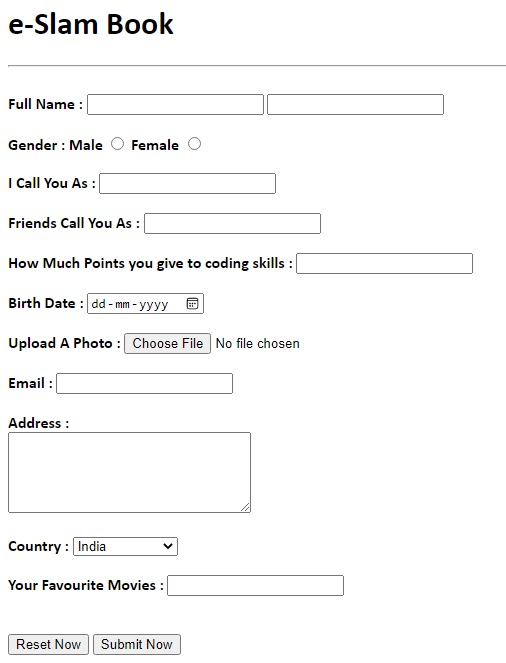 e-Slam Book
Full Name :
Gender : Male Female
I Call You As :
Friends Call You As :
How Much Points you give to coding skills :
Birth Date : dd-mm-yyyy
Upload A Photo : Choose File No file chosen
Email :
Address :
Country : India
Your Favourite Movies :
Reset Now Submit Now